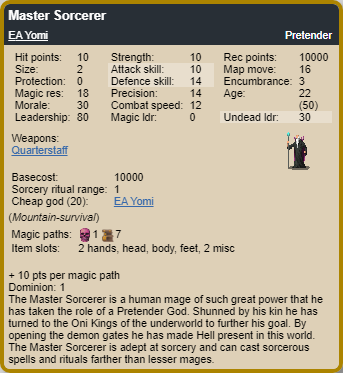 Master Sorcerer
EA Yomi Pretender
Hit points: 10 Strength: 10 Rec points: 10000
Size: 2 Attack skill: 10 Map move: 16
Protection: 0 Defence skill: 14 Encumbrance: 3
Magic res: 18 Precision: 14 Age: 22
Morale: 30 Combat speed: 12 (50)
Leadership: 80 Magic ldr: 0 Undead ldr: 30
Weapons:
Quarterstaff
Basecost: 10000
Sorcery ritual range: 1
Cheap god (20): EA Yomi
(Mountain-survival)
Magic paths: 1 7
Item slots: 2 hands, head, body, feet, 2 misc
+ 10 pts per magic path
Dominion: 1
The Master Sorcerer is a human mage of such great power that he
has taken the role of a Pretender God. Shunned by his kin he has
turned to the Oni Kings of the underworld to further his goal. By
opening the demon gates he has made Hell present in this world.
The Master Sorcerer is adept at sorcery and can cast sorcerous
spells and rituals farther than lesser mages.